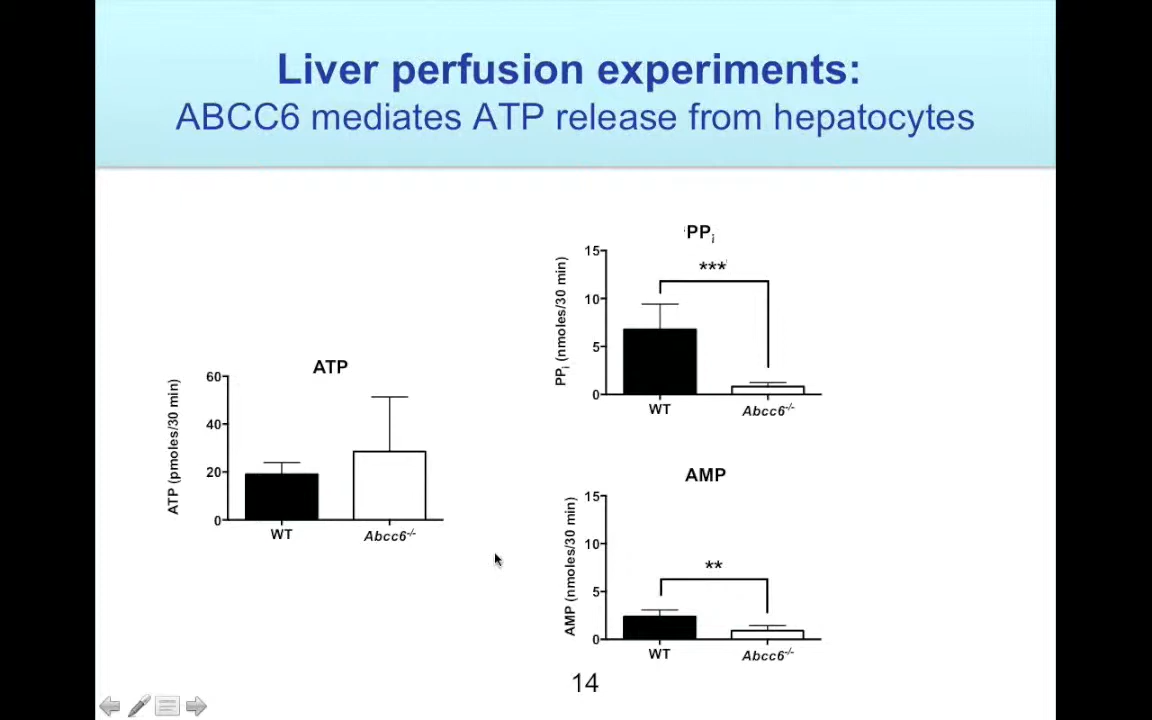 Liver perfusion experiments:
ABCC6 mediates ATP release from hepatocytes
ATP
ATP (pmoles/30 min)
60
40
20
0
WT
Abcc6-/-
PPi
PPi (nmoles/30 min)
15
10
5
0
***
WT
Abcc6-/-
AMP
AMP (nmoles/30 min)
15
10
5
0
**
WT
Abcc6-/-
14